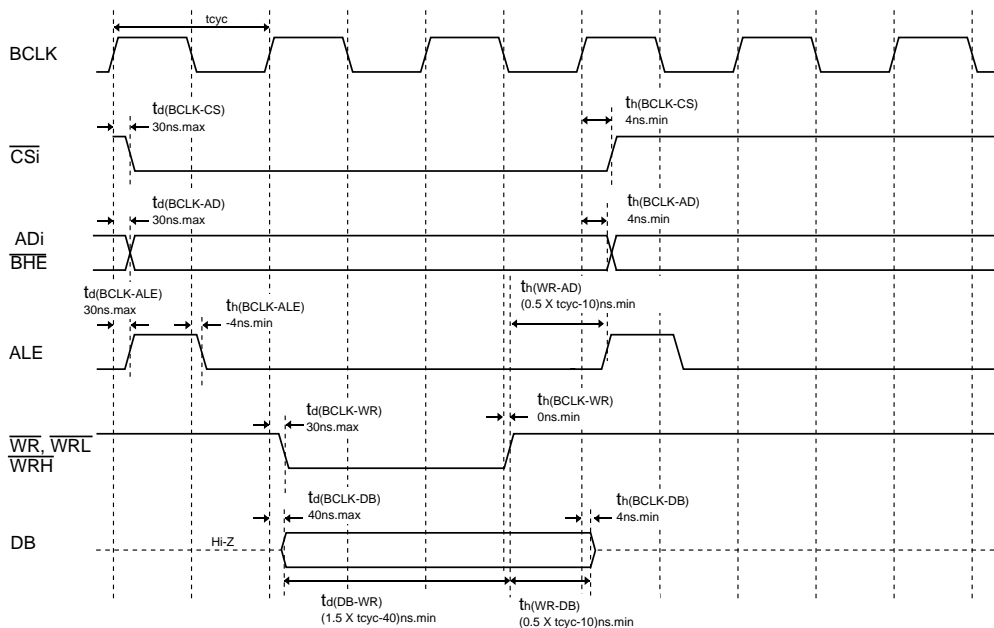 tcyc
BCLK
td(BCLK-CS)
30ns.max
th(BCLK-CS)
4ns.min
CSi
td(BCLK-AD)
30ns.max
th(BCLK-AD)
4ns.min
ADi
BHE
td(BCLK-ALE)
30ns.max
th(BCLK-ALE)
-4ns.min
th(WR-AD)
(0.5 X tcyc-10)ns.min
ALE
td(BCLK-WR)
30ns.max
th(BCLK-WR)
0ns.min
WR, WRL
WRH
td(BCLK-DB)
40ns.max
th(BCLK-DB)
4ns.min
DB
Hi-Z
td(DB-WR)
(1.5 X tcyc-40)ns.min
th(WR-DB)
(0.5 X tcyc-10)ns.min